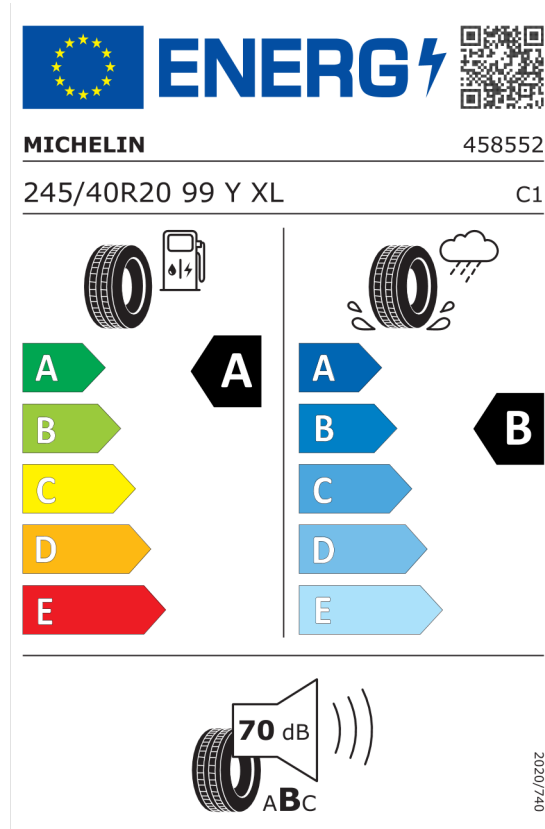 ENERG
MICHELIN 458552
245/40R20 99 Y XL C1
A A A
B B B
C C
D D
E E
70 dB
ABC
2020/740